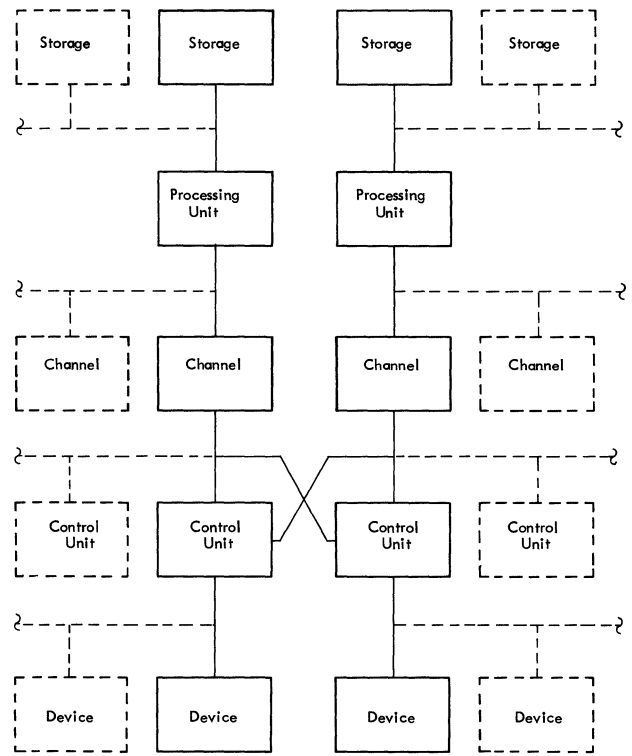 Storage
Storage
Storage
Storage
Processing
Unit
Processing
Unit
Channel
Channel
Channel
Channel
Control
Unit
Control
Unit
Control
Unit
Control
Unit
Device
Device
Device
Device